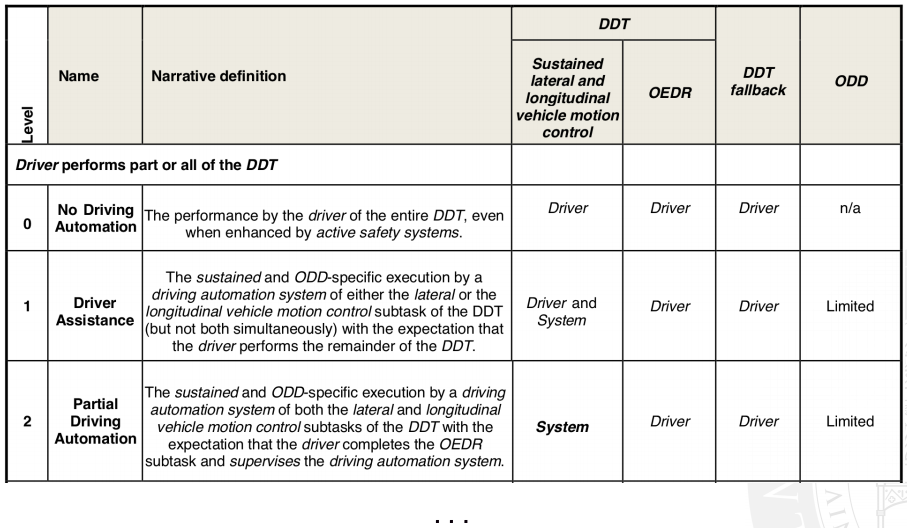 DDT
Level
Name
Narrative definition
Sustained
lateral and
longitudinal
vehicle motion
control
OEDR
DDT
fallback
ODD
Driver performs part or all of the DDT
0
No Driving
Automation
The performance by the driver of the entire DDT, even
when enhanced by active safety systems.
Driver
Driver
Driver
n/a
1
Driver
Assistance
The sustained and ODD-specific execution by a
driving automation system of either the lateral or the
longitudinal vehicle motion control subtask of the DDT
(but not both simultaneously) with the expectation that
the driver performs the remainder of the DDT.
Driver and
System
Driver
Driver
Limited
2
Partial
Driving
Automation
The sustained and ODD-specific execution by a driving
automation system of both the lateral and longitudinal
vehicle motion control subtasks of the DDT with the
expectation that the driver completes the OEDR
subtask and supervises the driving automation system.
System
Driver
Driver
Limited
. . .